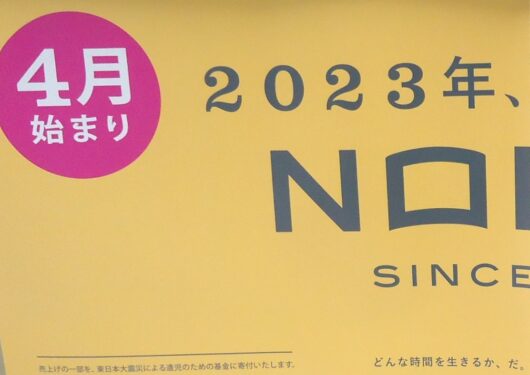 4月
始まり
2023年、
NO
SINCE
売上げの一部を、東日本大震災による遺児のための基金に寄付いたします。
どんな時間を生きるか、だ。